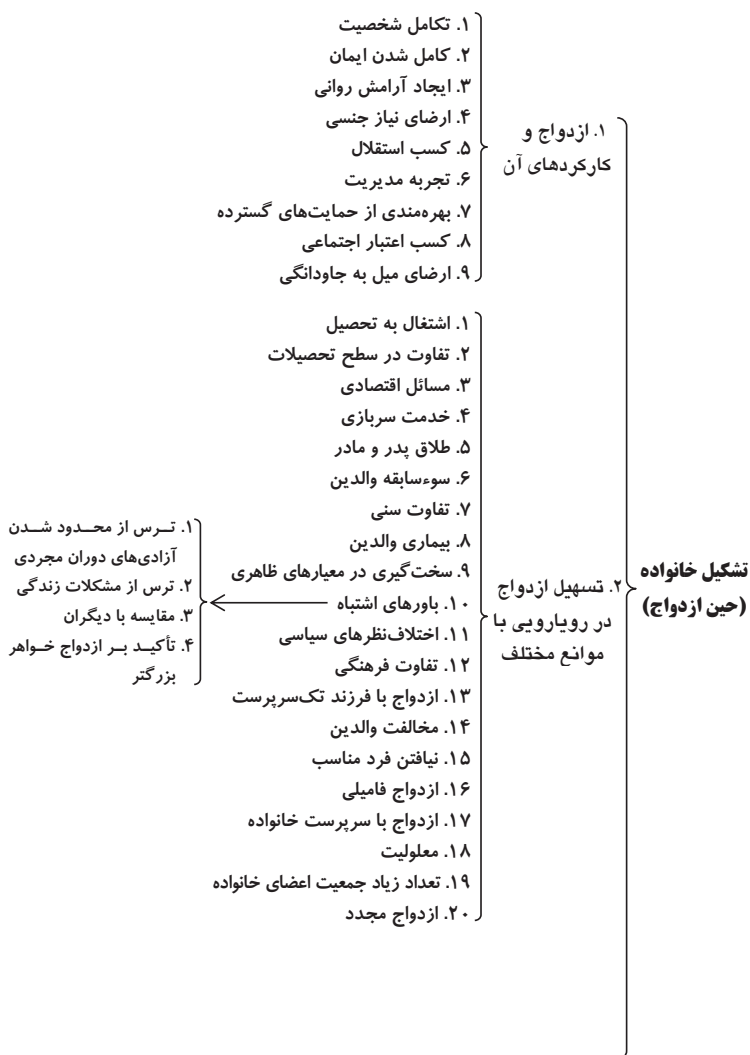 تشکیل خانواده
(حین ازدواج)
۱. ازدواج و
کارکردهای آن
۱. تکامل شخصیت
۲. کامل شدن ایمان
۳. ایجاد آرامش روانی
۴. ارضای نیاز جنسی
۵. کسب استقلال
۶. تجربه مدیریت
۷. بهره‌مندی از حمایت‌های گسترده
۸. کسب اعتبار اجتماعی
۹. ارضای میل به جاودانگی
۲. تسهیل ازدواج
در رویارویی با
موانع مختلف
۱. اشتغال به تحصیل
۲. تفاوت در سطح تحصیلات
۳. مسائل اقتصادی
۴. خدمت سربازی
۵. طلاق پدر و مادر
۶. سوءسابقه والدین
۷. تفاوت سنی
۸. بیماری والدین
۹. سخت‌گیری در معیارهای ظاهری
۱۰. باورهای اشتباه
۱۱. اختلاف‌نظرهای سیاسی
۱۲. تفاوت فرهنگی
۱۳. ازدواج با فرزند تک‌سرپرست
۱۴. مخالفت والدین
۱۵. نیافتن فرد مناسب
۱۶. ازدواج فامیلی
۱۷. ازدواج با سرپرست خانواده
۱۸. معلولیت
۱۹. تعداد زیاد جمعیت اعضای خانواده
۲۰. ازدواج مجدد
۱. تــرس از محــدود شــدن
آزادی‌های دوران مجردی
۲. ترس از مشکلات زندگی
۳. مقایسه با دیگران
۴. تأکیـد بـر ازدواج خـواهر
بزرگتر